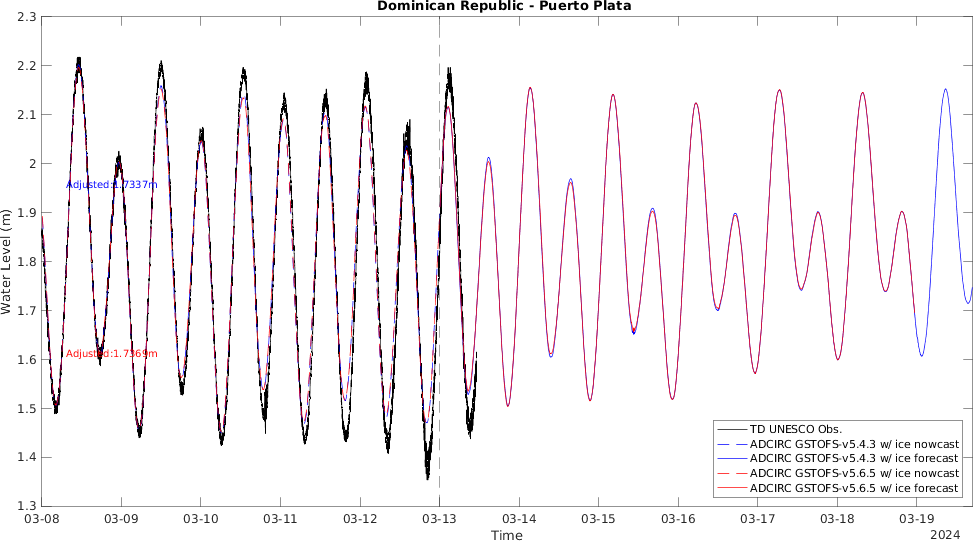 Dominican Republic - Puerto Plata
2.3
2.2
2.1
2
1.9
1.8
1.7
1.6
1.5
1.4
1.3
Water Level (m)
Adjusted:1.7337m
Adjusted:1.7369m
TD UNESCO Obs.
ADCIRC GSTOFS-v5.4.3 w/ ice nowcast
ADCIRC GSTOFS-v5.4.3 w/ ice forecast
ADCIRC GSTOFS-v5.6.5 w/ ice nowcast
ADCIRC GSTOFS-v5.6.5 w/ ice forecast
03-08 03-09 03-10 03-11 03-12 03-13 03-14 03-15 03-16 03-17 03-18 03-19
Time
2024